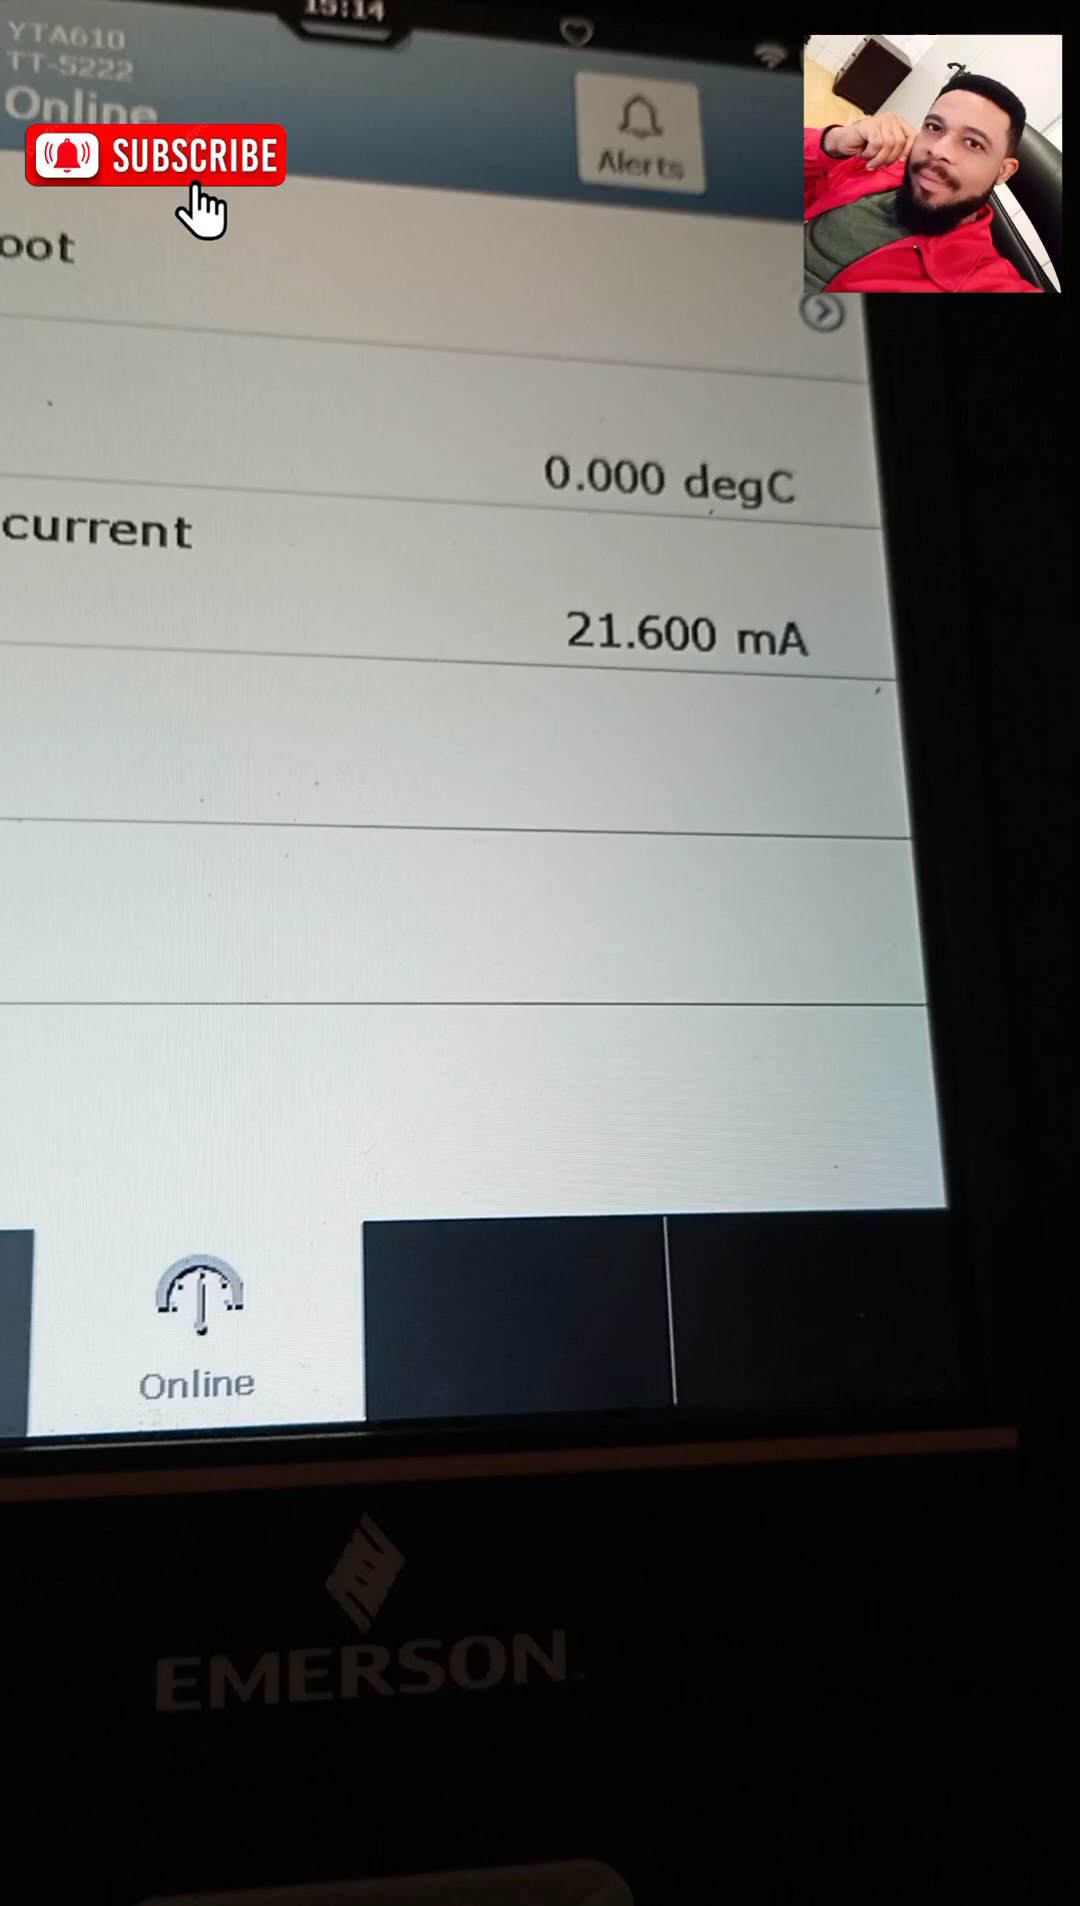 15:14
YTA610
TT-5222
Online
Alerts
SUBSCRIBE
oot
0.000 degC
current
21.600 mA
Online
EMERSON